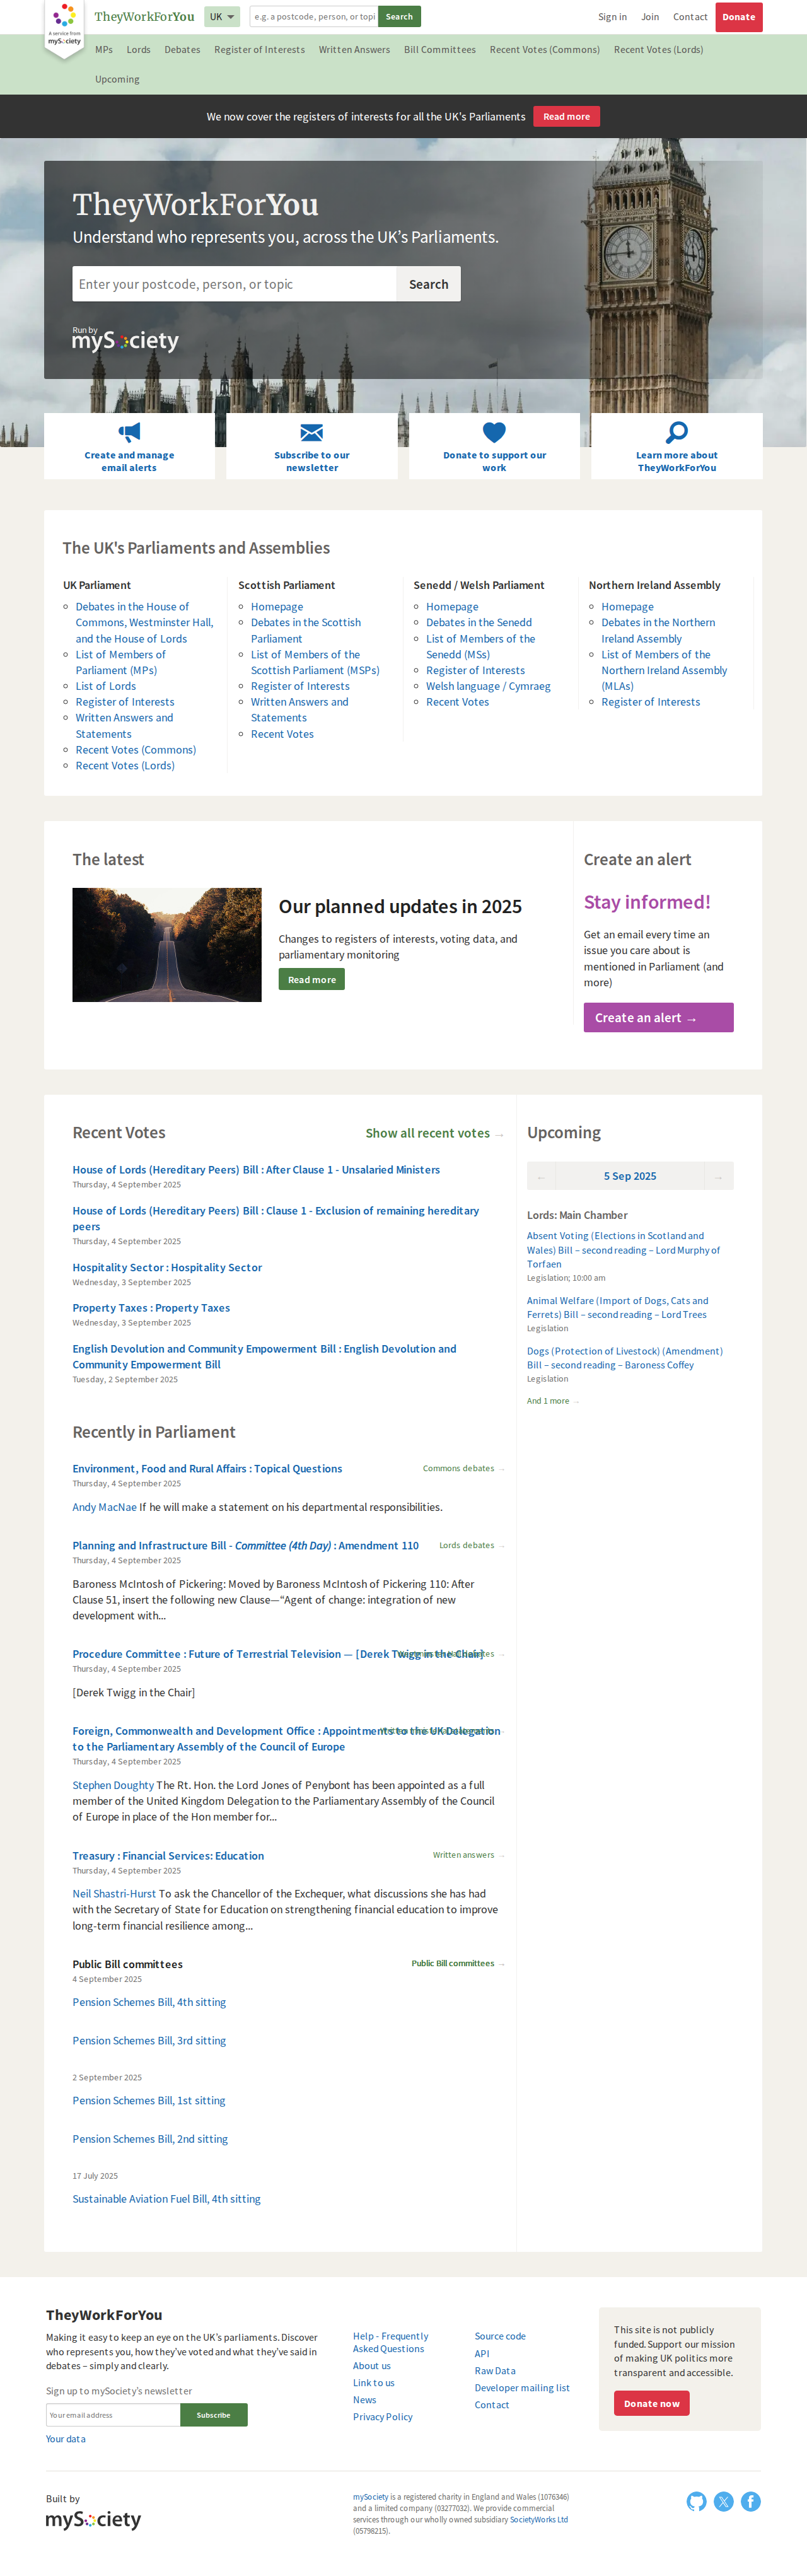 A service from
mySociety
TheyWorkForYou
UK
e.g. a postcode, person, or topi
Search
Sign in
Join
Contact
Donate
MPs
Lords
Debates
Register of Interests
Written Answers
Bill Committees
Recent Votes (Commons)
Recent Votes (Lords)
Upcoming
We now cover the registers of interests for all the UK's Parliaments
Read more
TheyWorkForYou
Understand who represents you, across the UK’s Parliaments.
Enter your postcode, person, or topic
Search
Run by
mySociety
Create and manage
email alerts
Subscribe to our
newsletter
Donate to support our
work
Learn more about
TheyWorkForYou
The UK's Parliaments and Assemblies
UK Parliament
Debates in the House of
Commons, Westminster Hall,
and the House of Lords
List of Members of
Parliament (MPs)
List of Lords
Register of Interests
Written Answers and
Statements
Recent Votes (Commons)
Recent Votes (Lords)
Scottish Parliament
Homepage
Debates in the Scottish
Parliament
List of Members of the
Scottish Parliament (MSPs)
Register of Interests
Written Answers and
Statements
Recent Votes
Senedd / Welsh Parliament
Homepage
Debates in the Senedd
List of Members of the
Senedd (MSs)
Register of Interests
Welsh language / Cymraeg
Recent Votes
Northern Ireland Assembly
Homepage
Debates in the Northern
Ireland Assembly
List of Members of the
Northern Ireland Assembly
(MLAs)
Register of Interests
The latest
Our planned updates in 2025
Changes to registers of interests, voting data, and
parliamentary monitoring
Read more
Create an alert
Stay informed!
Get an email every time an
issue you care about is
mentioned in Parliament (and
more)
Create an alert →
Recent Votes
Show all recent votes →
House of Lords (Hereditary Peers) Bill : After Clause 1 - Unsalaried Ministers
Thursday, 4 September 2025
House of Lords (Hereditary Peers) Bill : Clause 1 - Exclusion of remaining hereditary
peers
Thursday, 4 September 2025
Hospitality Sector : Hospitality Sector
Wednesday, 3 September 2025
Property Taxes : Property Taxes
Wednesday, 3 September 2025
English Devolution and Community Empowerment Bill : English Devolution and
Community Empowerment Bill
Tuesday, 2 September 2025
Upcoming
← 5 Sep 2025 →
Lords: Main Chamber
Absent Voting (Elections in Scotland and
Wales) Bill – second reading – Lord Murphy of
Torfaen
Legislation; 10:00 am
Animal Welfare (Import of Dogs, Cats and
Ferrets) Bill – second reading – Lord Trees
Legislation
Dogs (Protection of Livestock) (Amendment)
Bill – second reading – Baroness Coffey
Legislation
And 1 more →
Recently in Parliament
Environment, Food and Rural Affairs : Topical Questions
Commons debates →
Thursday, 4 September 2025
Andy MacNae If he will make a statement on his departmental responsibilities.
Planning and Infrastructure Bill - Committee (4th Day) : Amendment 110
Lords debates →
Thursday, 4 September 2025
Baroness McIntosh of Pickering: Moved by Baroness McIntosh of Pickering 110: After
Clause 51, insert the following new Clause—“Agent of change: integration of new
development with...
Procedure Committee : Future of Terrestrial Television — [Derek Twigg in the Chair]
Thursday, 4 September 2025
[Derek Twigg in the Chair]
Foreign, Commonwealth and Development Office : Appointment to the UK Delegation
to the Parliamentary Assembly of the Council of Europe
Thursday, 4 September 2025
Stephen Doughty The Rt. Hon. the Lord Jones of Penybont has been appointed as a full
member of the United Kingdom Delegation to the Parliamentary Assembly of the Council
of Europe in place of the Hon member for...
Treasury : Financial Services: Education
Written answers →
Thursday, 4 September 2025
Neil Shastri-Hurst To ask the Chancellor of the Exchequer, what discussions she has had
with the Secretary of State for Education on strengthening financial education to improve
long-term financial resilience among...
Public Bill committees
Public Bill committees →
4 September 2025
Pension Schemes Bill, 4th sitting
Pension Schemes Bill, 3rd sitting
2 September 2025
Pension Schemes Bill, 1st sitting
Pension Schemes Bill, 2nd sitting
17 July 2025
Sustainable Aviation Fuel Bill, 4th sitting
TheyWorkForYou
Making it easy to keep an eye on the UK’s parliaments. Discover
who represents you, how they’ve voted and what they’ve said in
debates – simply and clearly.
Sign up to mySociety’s newsletter
Your email address
Subscribe
Your data
Help - Frequently
Asked Questions
About us
Link to us
News
Privacy Policy
Source code
API
Raw Data
Developer mailing list
Contact
This site is not publicly
funded. Support our mission
of making UK politics more
transparent and accessible.
Donate now
Built by
mySociety
mySociety is a registered charity in England and Wales (1076346)
and a limited company (03277032). We provide commercial
services through our wholly owned subsidiary SocietyWorks Ltd
(05798215).